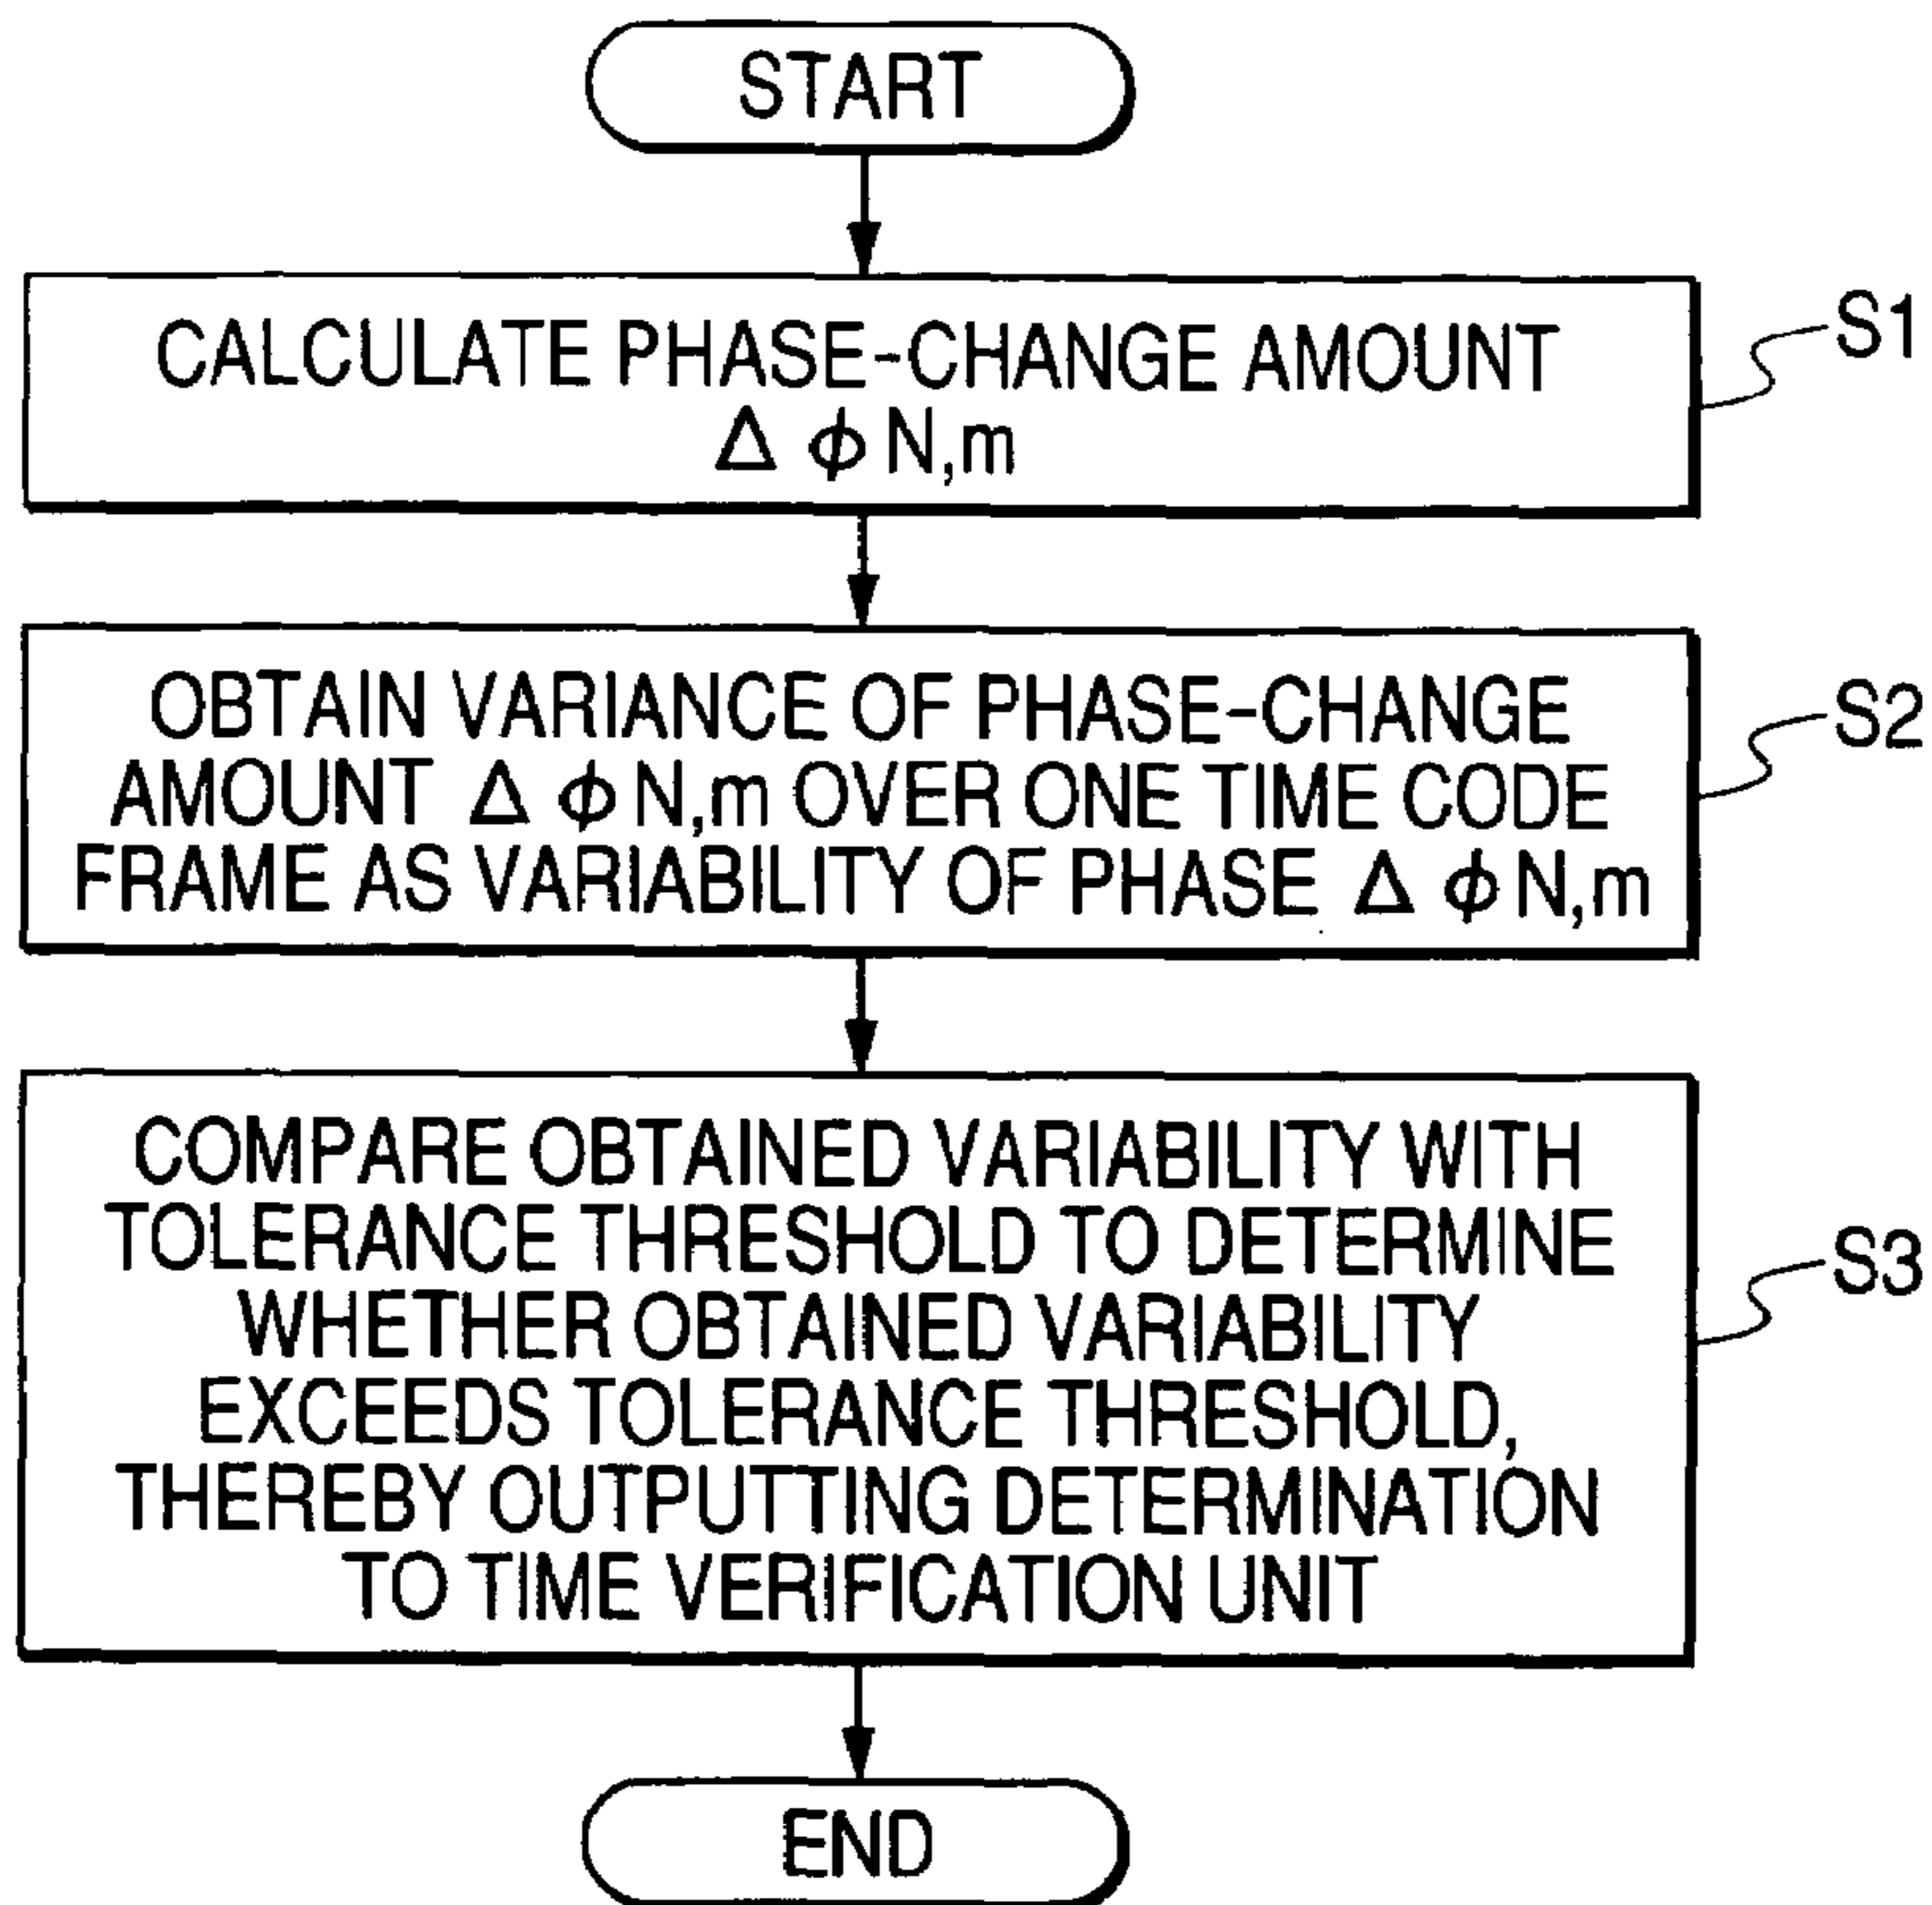 START
CALCULATE PHASE-CHANGE AMOUNT
Δ ϕ N,m
S1
OBTAIN VARIANCE OF PHASE-CHANGE
AMOUNT Δ ϕ N,m OVER ONE TIME CODE
FRAME AS VARIABILITY OF PHASE Δ ϕ N,m
S2
COMPARE OBTAINED VARIABILITY WITH
TOLERANCE THRESHOLD TO DETERMINE
WHETHER OBTAINED VARIABILITY
EXCEEDS TOLERANCE THRESHOLD,
THEREBY OUTPUTTING DETERMINATION
TO TIME VERIFICATION UNIT
S3
END